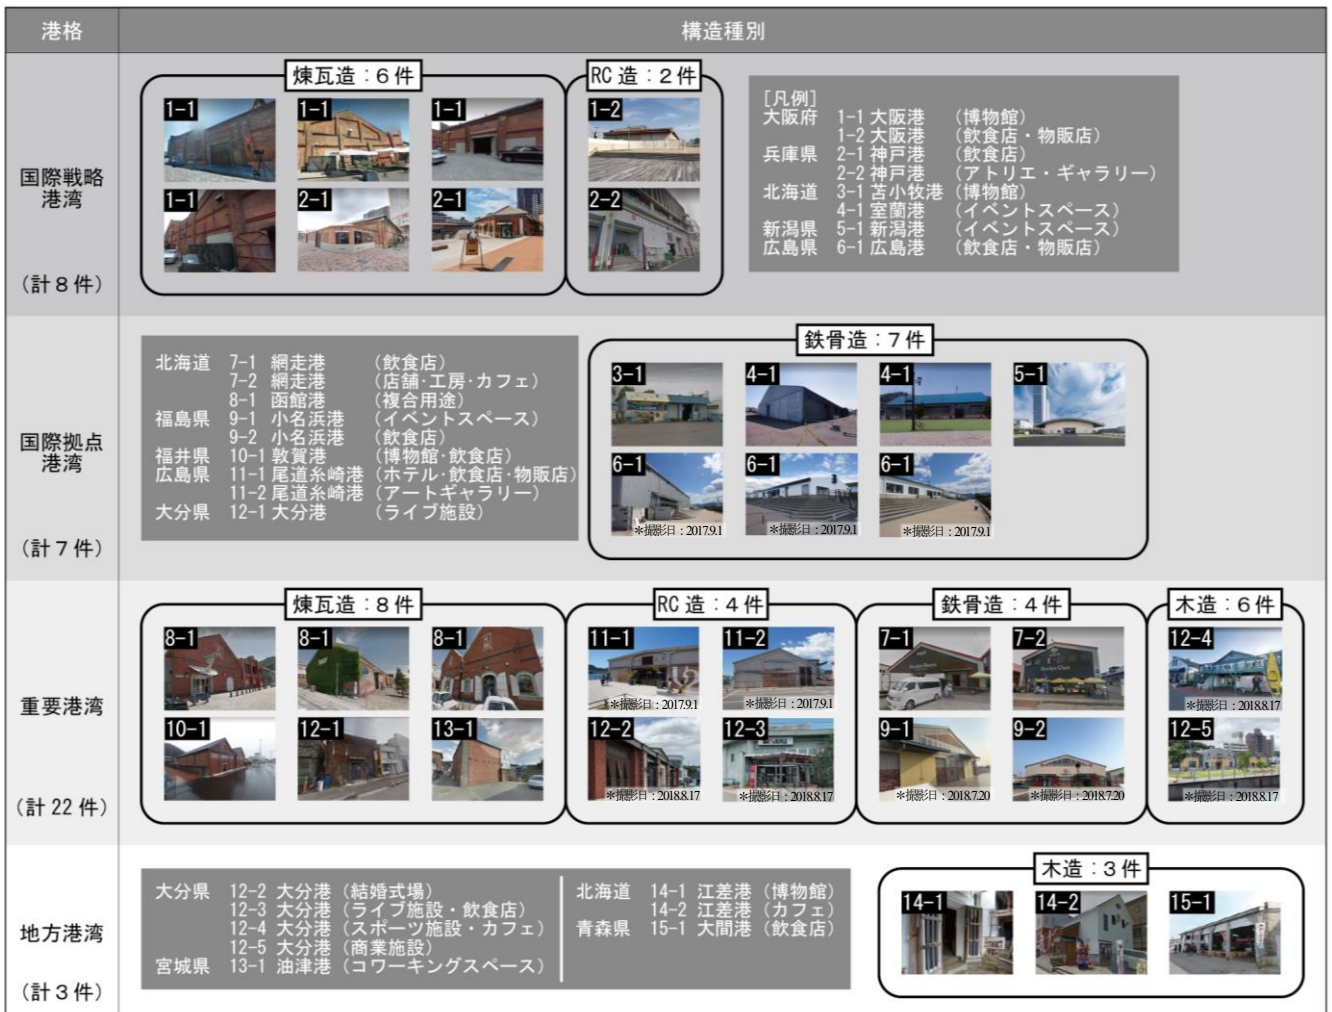 港格 構造種別
国際戦略
港湾
(計8件)
煉瓦造:6件
1-1 1-1 1-1
1-1 2-1 2-1
RC造:2件
1-2
2-2
[凡例]
大阪府 1-1 大阪港 (博物館)
1-2 大阪港 (飲食店・物販店)
兵庫県 2-1 神戸港 (飲食店)
2-2 神戸港 (アトリエ・ギャラリー)
北海道 3-1 苫小牧港 (博物館)
4-1 室蘭港 (イベントスペース)
新潟県 5-1 新潟港 (イベントスペース)
広島県 6-1 広島港 (飲食店・物販店)
国際拠点
港湾
(計7件)
北海道 7-1 網走港 (飲食店)
7-2 網走港 (店舗・工房・カフェ)
8-1 函館港 (複合用途)
福島県 9-1 小名浜港 (イベントスペース)
9-2 小名浜港 (飲食店)
福井県 10-1 敦賀港 (博物館・飲食店)
広島県 11-1 尾道糸崎港 (ホテル・飲食店・物販店)
11-2 尾道糸崎港 (アートギャラリー)
大分県 12-1 大分港 (ライブ施設)
鉄骨造:7件
3-1 4-1 4-1 5-1
6-1 6-1 6-1
*撮影日:2017.9.1 *撮影日:2017.9.1 *撮影日:2017.9.1
重要港湾
(計22件)
煉瓦造:8件
8-1 8-1 8-1
10-1 12-1 13-1
RC造:4件
11-1 11-2
*撮影日:2017.9.1 *撮影日:2017.9.1
12-2 12-3
*撮影日:2018.8.17 *撮影日:2018.8.17
鉄骨造:4件
7-1 7-2
9-1 9-2
*撮影日:2018.7.20 *撮影日:2018.7.20
木造:6件
12-4
*撮影日:2018.8.17
12-5
*撮影日:2018.8.17
地方港湾
(計3件)
大分県 12-2 大分港 (結婚式場)
12-3 大分港 (ライブ施設・飲食店)
12-4 大分港 (スポーツ施設・カフェ)
12-5 大分港 (商業施設)
宮城県 13-1 油津港 (コワーキングスペース)
北海道 14-1 江差港 (博物館)
14-2 江差港 (カフェ)
青森県 15-1 大間港 (飲食店)
木造:3件
14-1 14-2 15-1